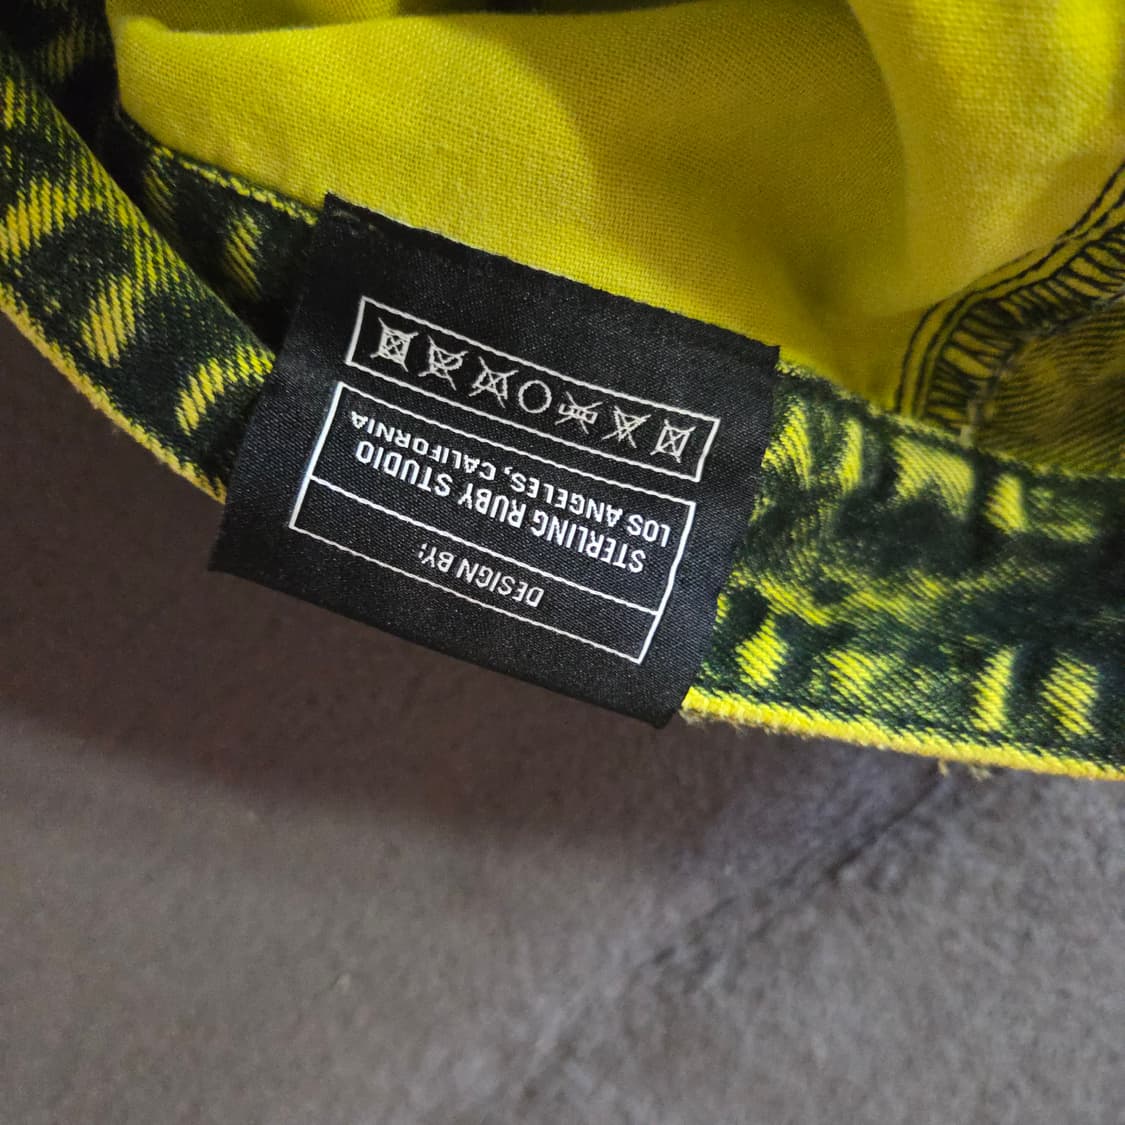 DESIGN BY:
STERLING RUBY STUDIO
LOS ANGELES, CALIFORNIA